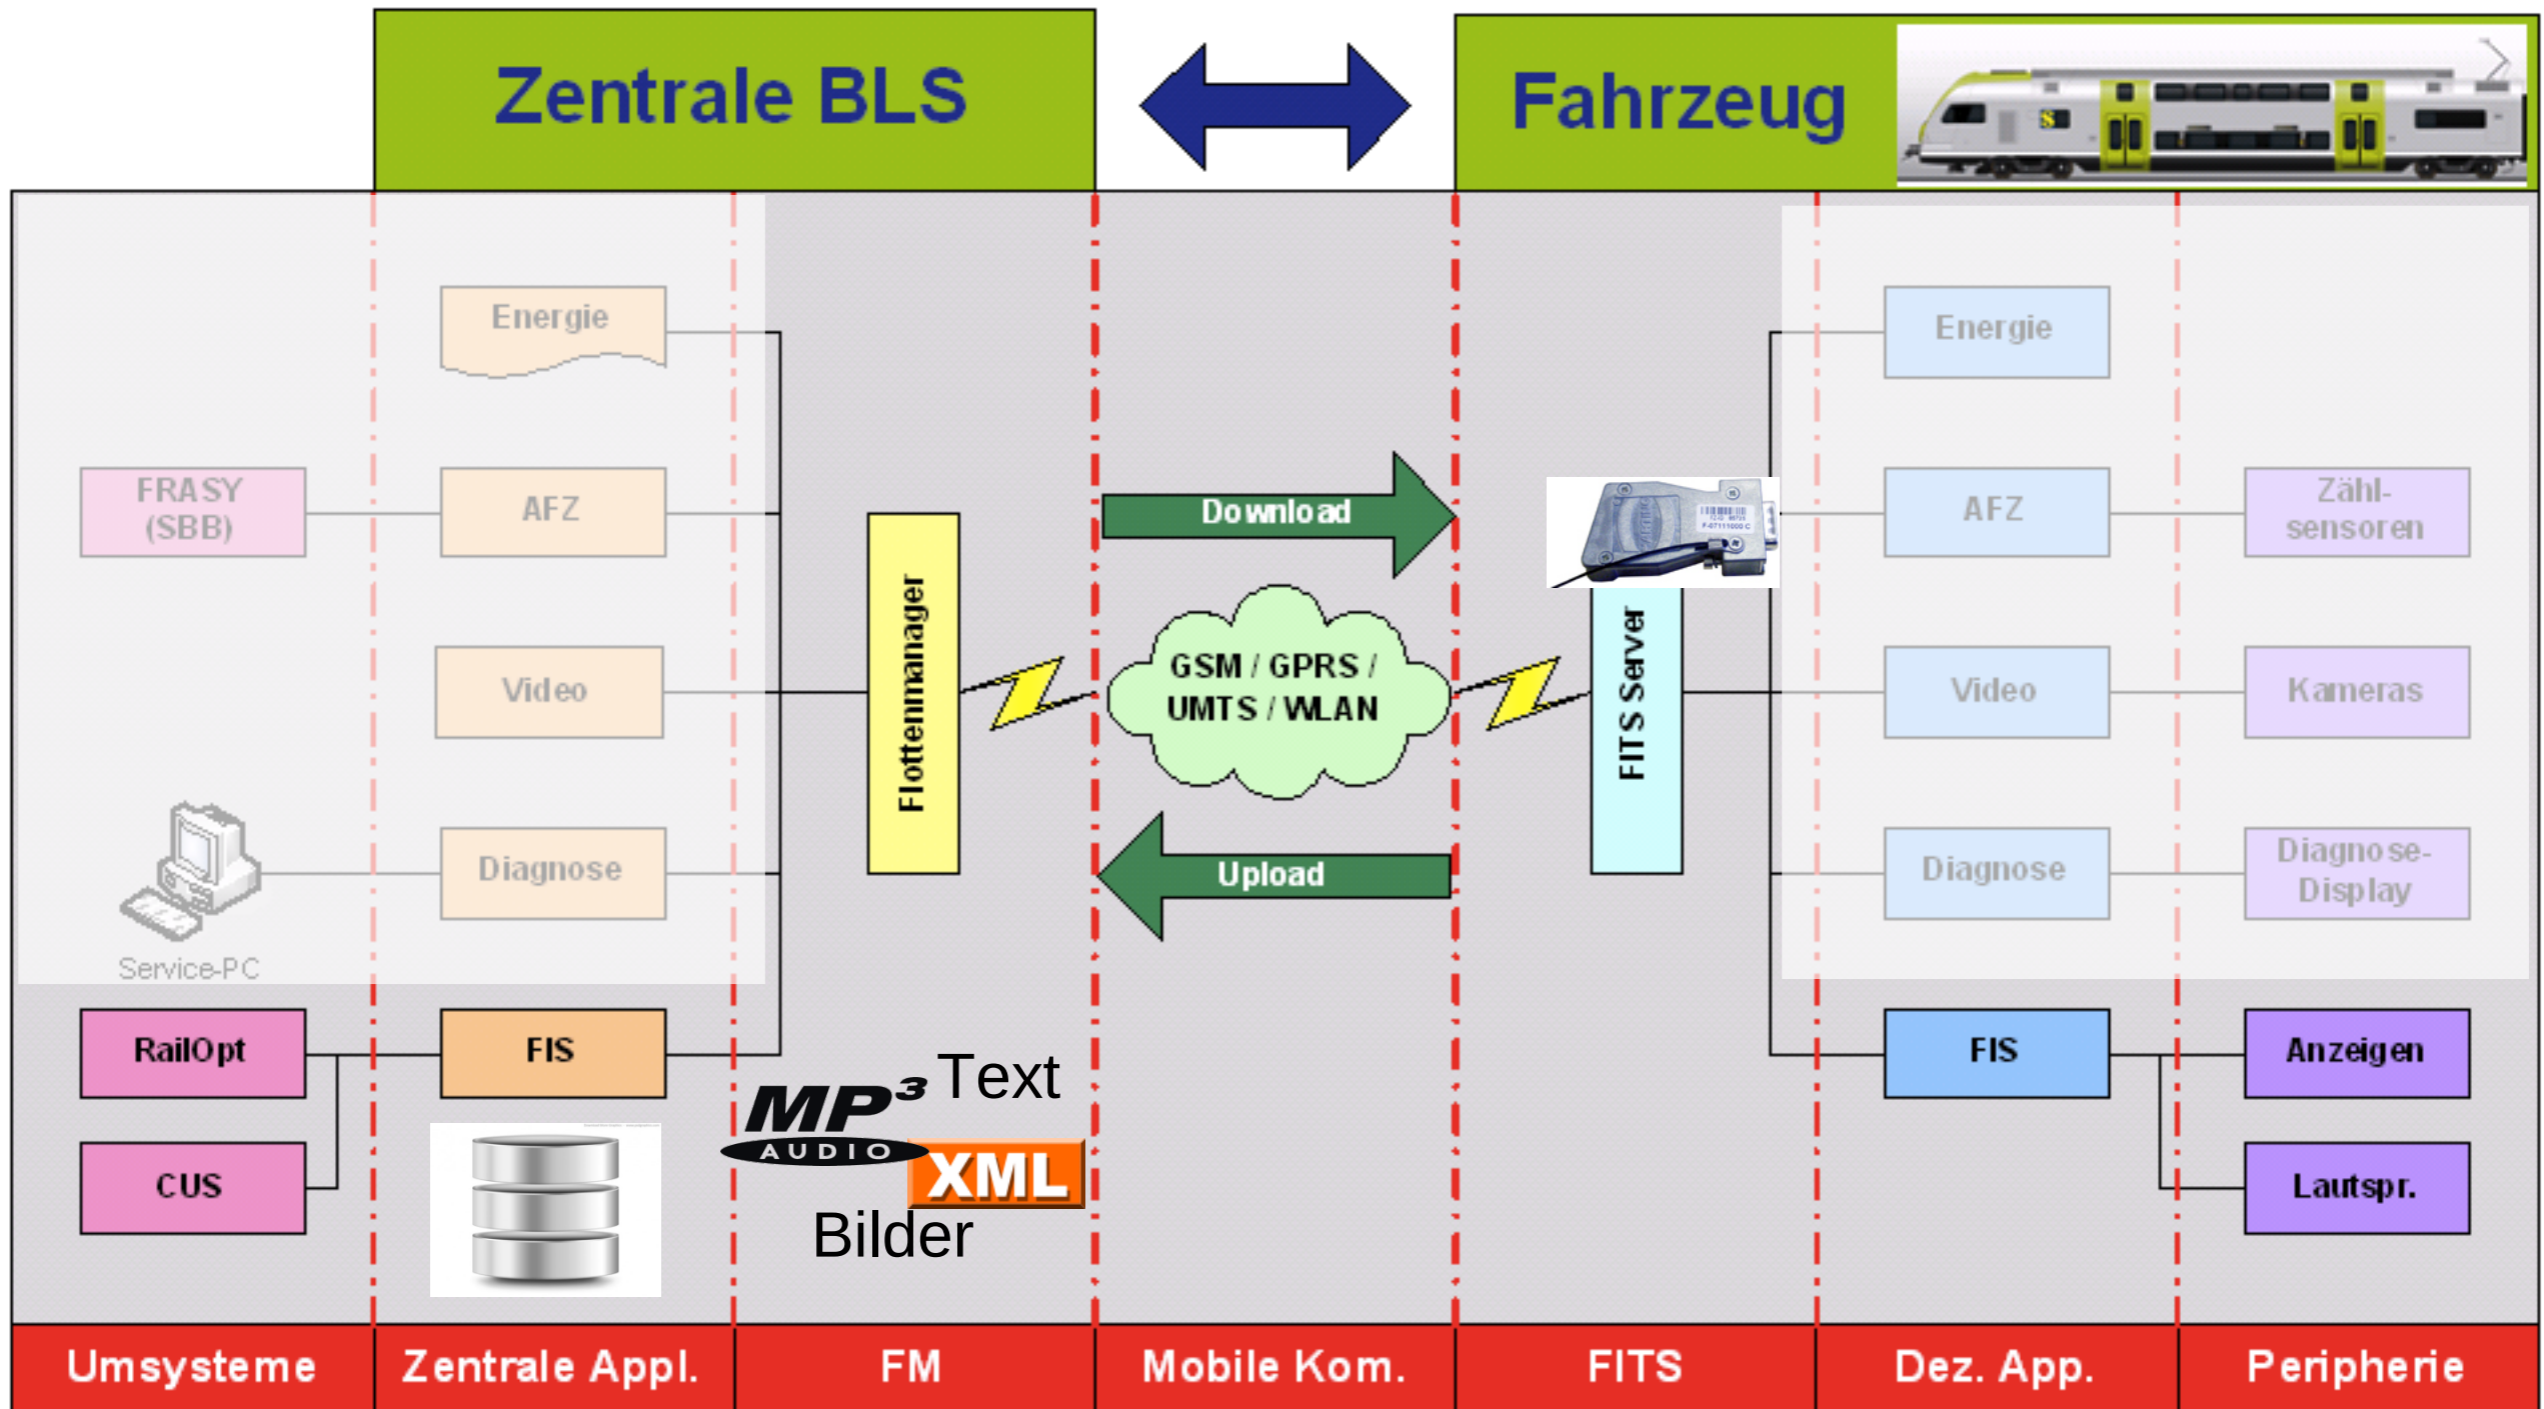 Zentrale BLS
Fahrzeug
S
Energie
Energie
FRASY
(SBB)
AFZ
Download
F-07111000 C
AFZ
Zähl-
sensoren
Flottenmanager
Video
GSM / GPRS /
UMTS / WLAN
FITS Server
Video
Kameras
Diagnose
Upload
Diagnose
Diagnose-
Display
Service-PC
RailOpt
FIS
FIS
Anzeigen
MP3
AUDIO
Text
XML
Bilder
CUS
Lautspr.
Umsysteme
Zentrale Appl.
FM
Mobile Kom.
FITS
Dez. App.
Peripherie